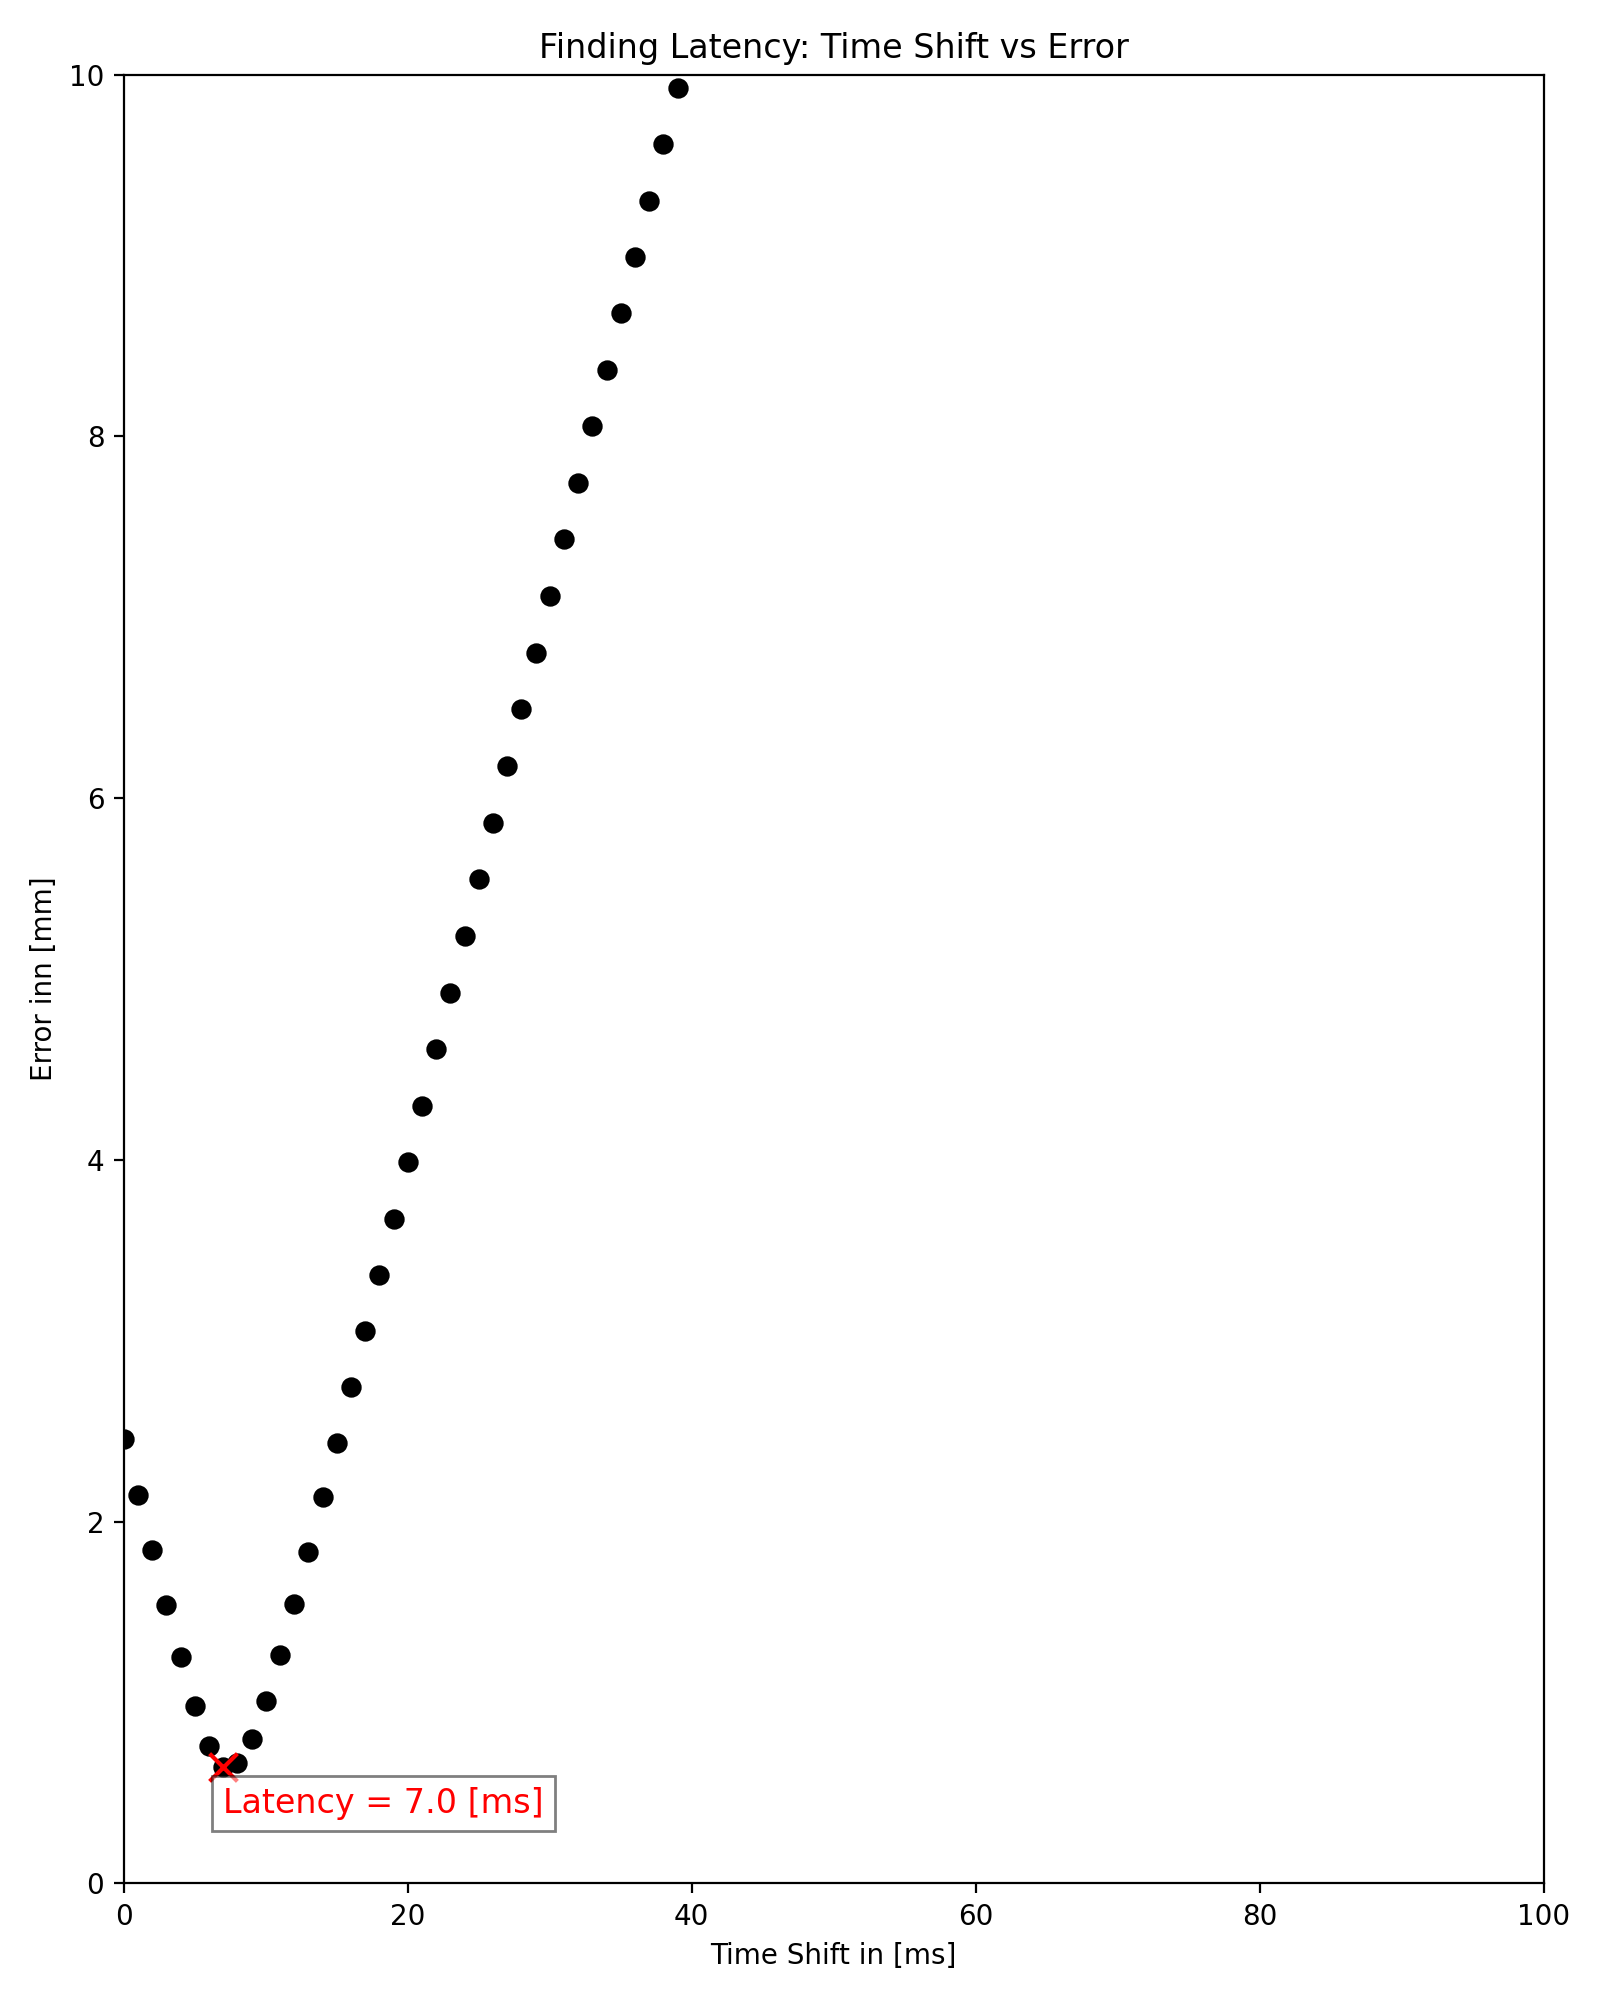 Finding Latency: Time Shift vs Error
10
8
6
4
2
0
Error inn [mm]
Latency = 7.0 [ms]
0 20 40 60 80 100
Time Shift in [ms]